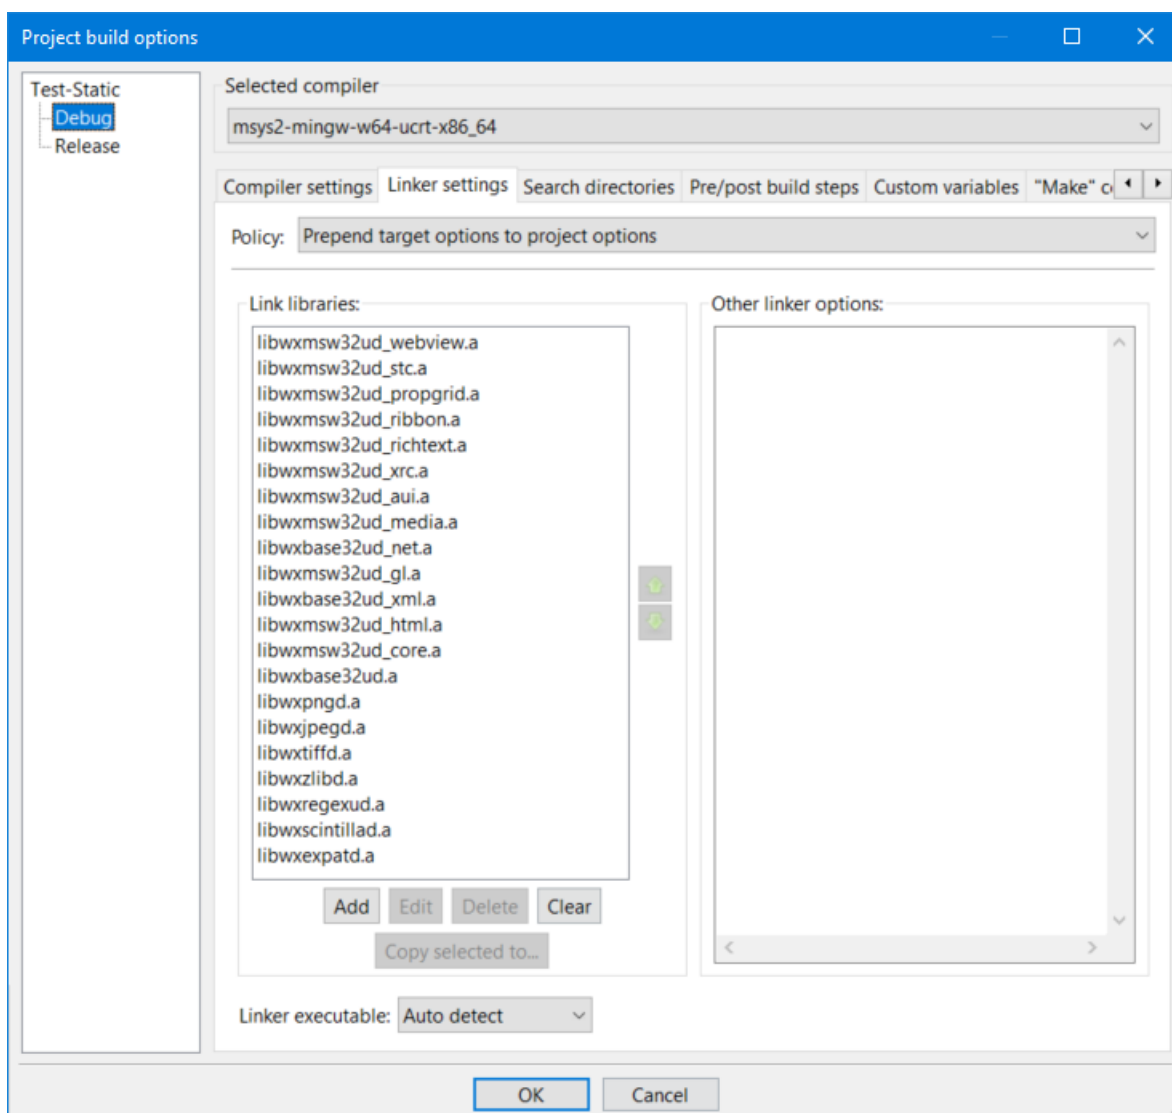 Project build options
Test-Static
Debug
Release
Selected compiler
msys2-mingw-w64-ucrt-x86_64
Compiler settings Linker settings Search directories Pre/post build steps Custom variables "Make"
Policy: Prepend target options to project options
Link libraries:
libwxmsw32ud_webview.a
libwxmsw32ud_stc.a
libwxmsw32ud_propgrid.a
libwxmsw32ud_ribbon.a
libwxmsw32ud_richtext.a
libwxmsw32ud_xrc.a
libwxmsw32ud_aui.a
libwxmsw32ud_media.a
libwxbase32ud_net.a
libwxmsw32ud_gl.a
libwxbase32ud_xml.a
libwxmsw32ud_html.a
libwxmsw32ud_core.a
libwxbase32ud.a
libwxpngd.a
libwxjpegd.a
libwxtiffd.a
libwxzlibd.a
libwxregexud.a
libwxscintillad.a
libwxexpatd.a
Add Edit Delete Clear
Copy selected to...
Other linker options:
Linker executable: Auto detect
OK Cancel